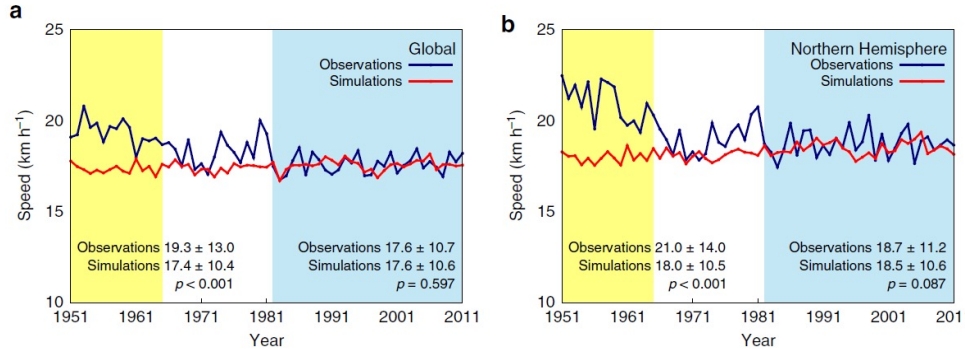 a
25
Global
Observations
Simulations
20
Speed (km h⁻¹)
15
Observations 19.3 ± 13.0
Simulations 17.4 ± 10.4
p < 0.001
Observations 17.6 ± 10.7
Simulations 17.6 ± 10.6
p = 0.597
10
1951 1961 1971 1981 1991 2001 2011
Year
b
25
Northern Hemisphere
Observations
Simulations
20
Speed (km h⁻¹)
15
Observations 21.0 ± 14.0
Simulations 18.0 ± 10.5
p < 0.001
Observations 18.7 ± 11.2
Simulations 18.5 ± 10.6
p = 0.087
10
1951 1961 1971 1981 1991 2001 201
Year